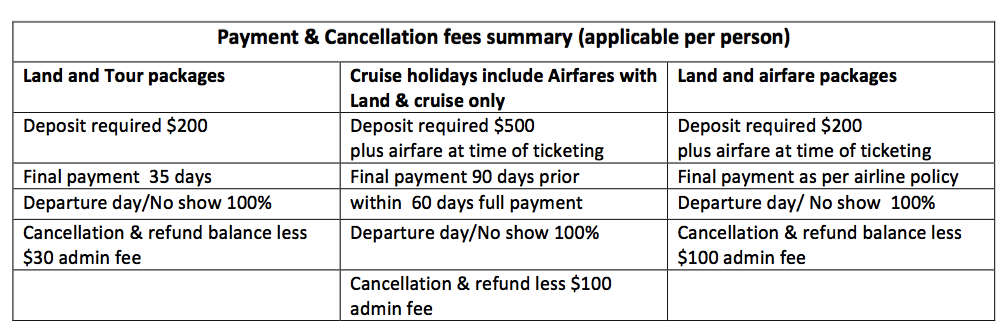 Payment & Cancellation fees summary (applicable per person)
Land and Tour packages
Cruise holidays include Airfares with
Land & cruise only
Land and airfare packages
Deposit required $200
Deposit required $500
plus airfare at time of ticketing
Deposit required $200
plus airfare at time of ticketing
Final payment  35 days
Final payment 90 days prior
Final payment as per airline policy
Departure day/No show 100%
within  60 days full payment
Departure day/ No show  100%
Cancellation & refund balance less
$30 admin fee
Departure day/No show 100%
Cancellation & refund balance less
$100 admin fee
Cancellation & refund less $100
admin fee